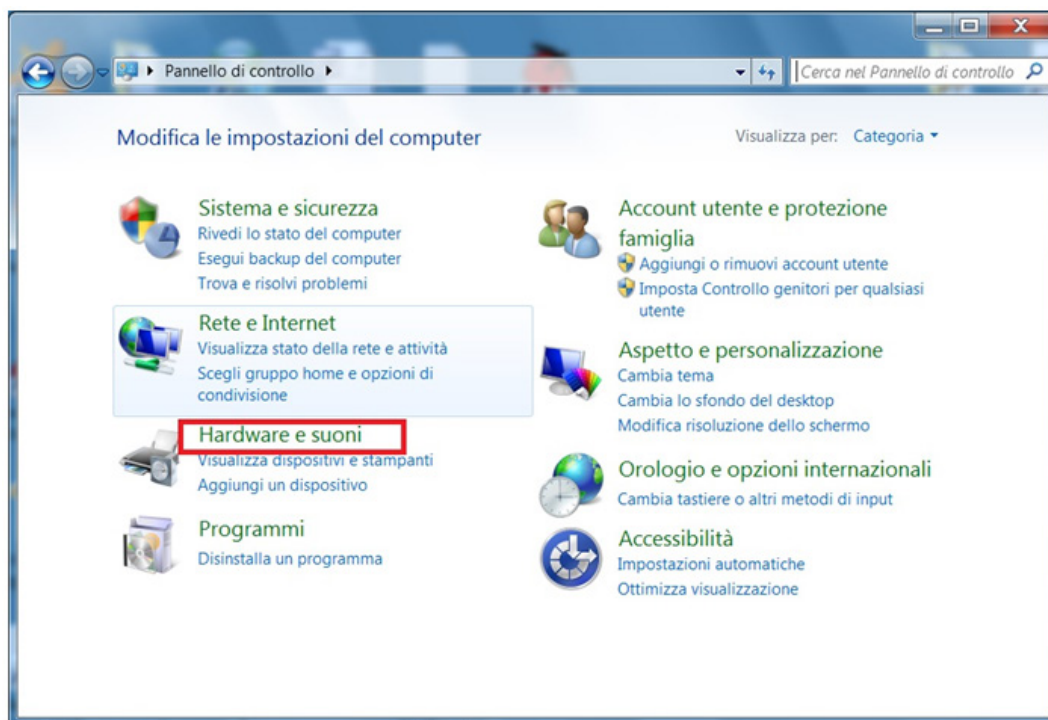 Pannello di controllo
Cerca nel Pannello di controllo
Modifica le impostazioni del computer
Visualizza per: Categoria
Sistema e sicurezza
Rivedi lo stato del computer
Esegui backup del computer
Trova e risolvi problemi
Rete e Internet
Visualizza stato della rete e attività
Scegli gruppo home e opzioni di
condivisione
Hardware e suoni
Visualizza dispositivi e stampanti
Aggiungi un dispositivo
Programmi
Disinstalla un programma
Account utente e protezione
famiglia
Aggiungi o rimuovi account utente
Imposta Controllo genitori per qualsiasi
utente
Aspetto e personalizzazione
Cambia tema
Cambia lo sfondo del desktop
Modifica risoluzione dello schermo
Orologio e opzioni internazionali
Cambia tastiere o altri metodi di input
Accessibilità
Impostazioni automatiche
Ottimizza visualizzazione